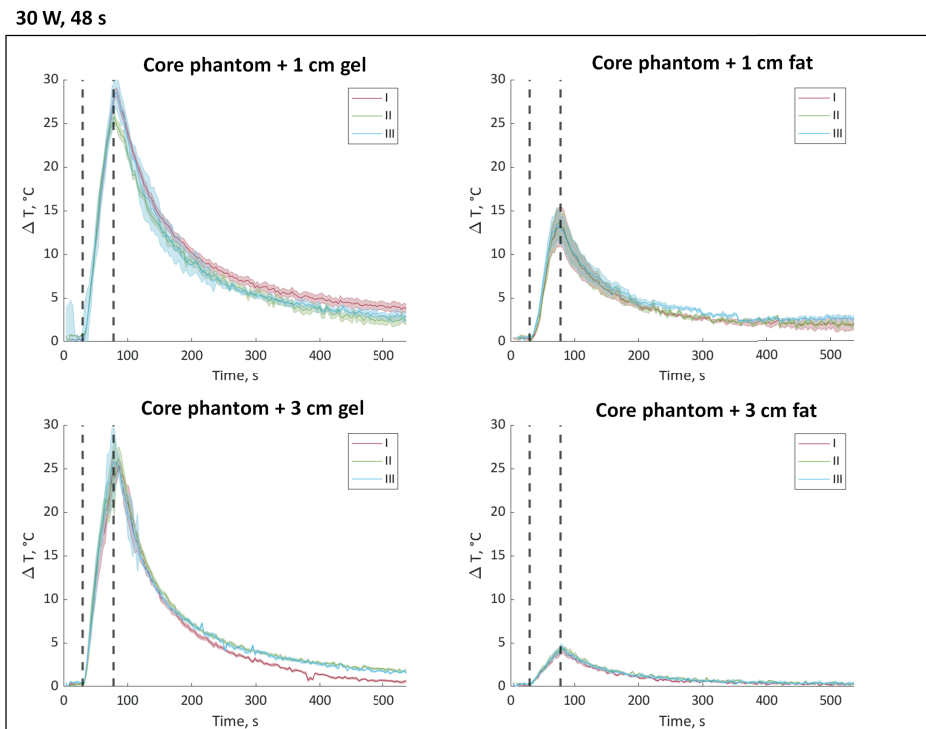 30 W, 48 s
Core phantom + 1 cm gel
30
25
20
15
10
5
0
0
100
200
300
400
500
Δ T, °C
Time, s
I
II
III
Core phantom + 1 cm fat
30
25
20
15
10
5
0
0
100
200
300
400
500
Δ T, °C
Time, s
I
II
III
Core phantom + 3 cm gel
30
25
20
15
10
5
0
0
100
200
300
400
500
Δ T, °C
Time, s
I
II
III
Core phantom + 3 cm fat
30
25
20
15
10
5
0
0
100
200
300
400
500
Δ T, °C
Time, s
I
II
III